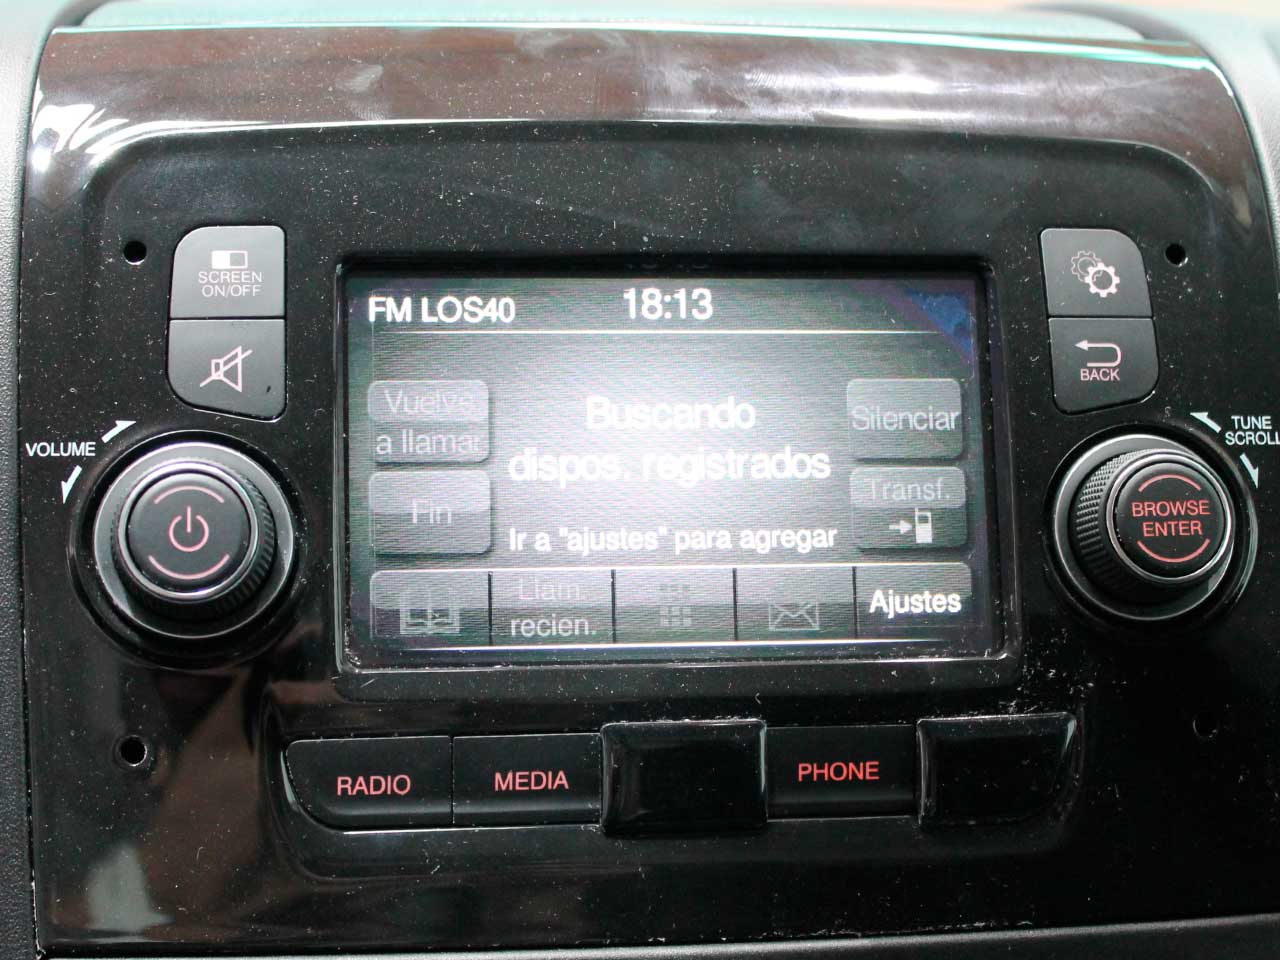 SCREEN
ON/OFF
VOLUME
FM LOS40
18:13
Vuelve
a llamar
Fin
Buscando
dispos. registrados
Ir a "ajustes" para agregar
Silenciar
Transf.
Llam.
recien.
Ajustes
BACK
TUNE
SCROLL
BROWSE
ENTER
RADIO
MEDIA
PHONE